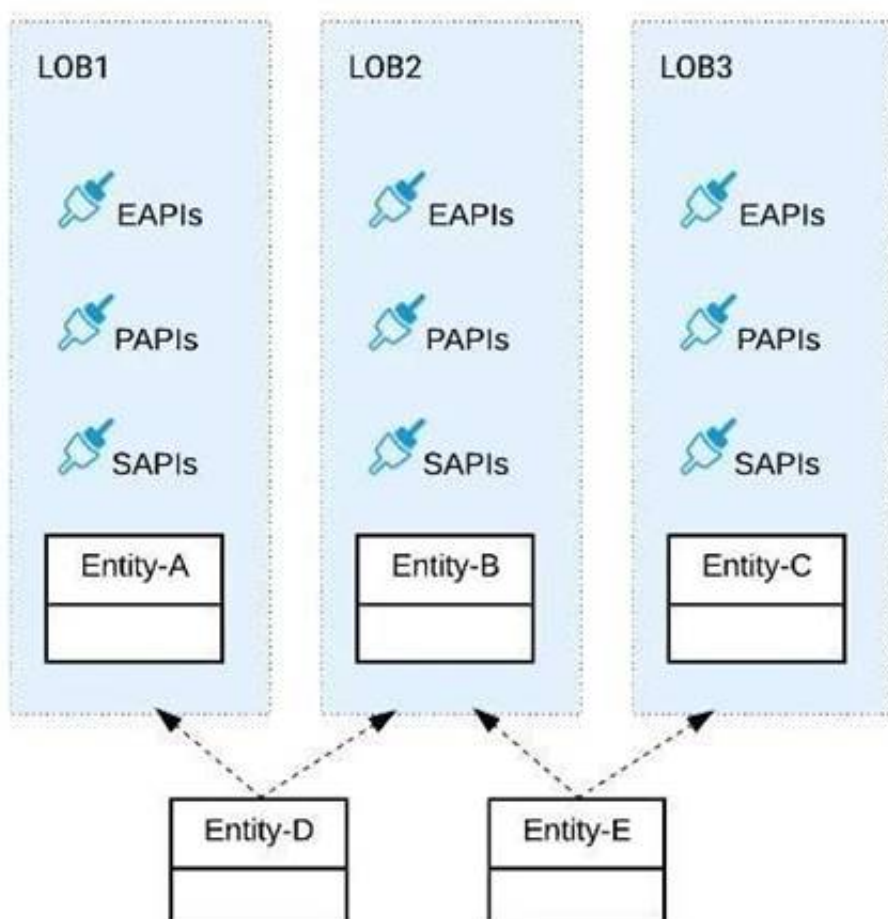 LOB1 LOB2 LOB3
EAPIs EAPIs EAPIs
PAPIs PAPIs PAPIs
SAPIs SAPIs SAPIs
Entity-A Entity-B Entity-C
Entity-D Entity-E